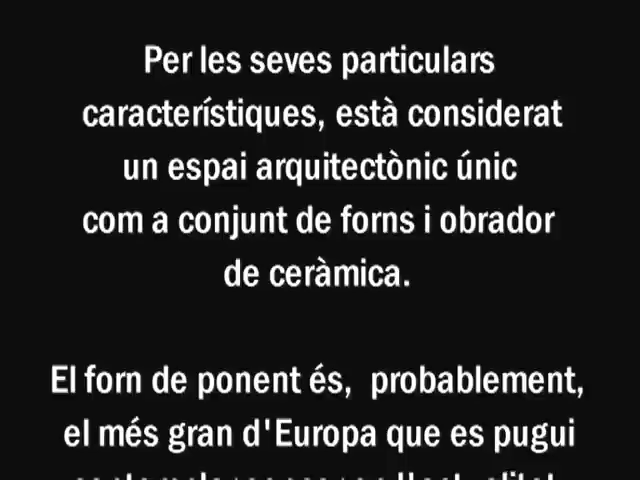 Per les seves particulars
característiques, està considerat
un espai arquitectònic únic
com a conjunt de forns i obrador
de ceràmica.
El forn de ponent és, probablement,
el més gran d'Europa que es pugui